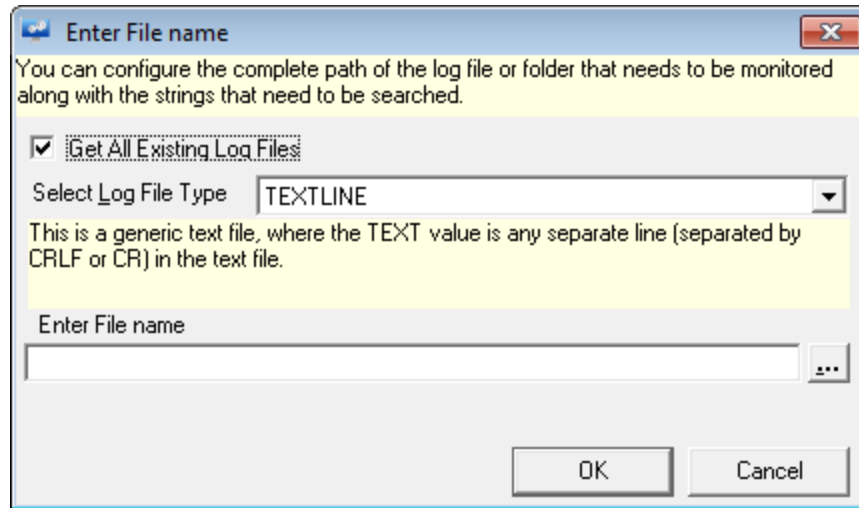 Enter File name
You can configure the complete path of the log file or folder that needs to be monitored
along with the strings that need to be searched.
Get All Existing Log Files
Select Log File Type TEXTLINE
This is a generic text file, where the TEXT value is any separate line (separated by
CRLF or CR) in the text file.
Enter File name
...
OK Cancel